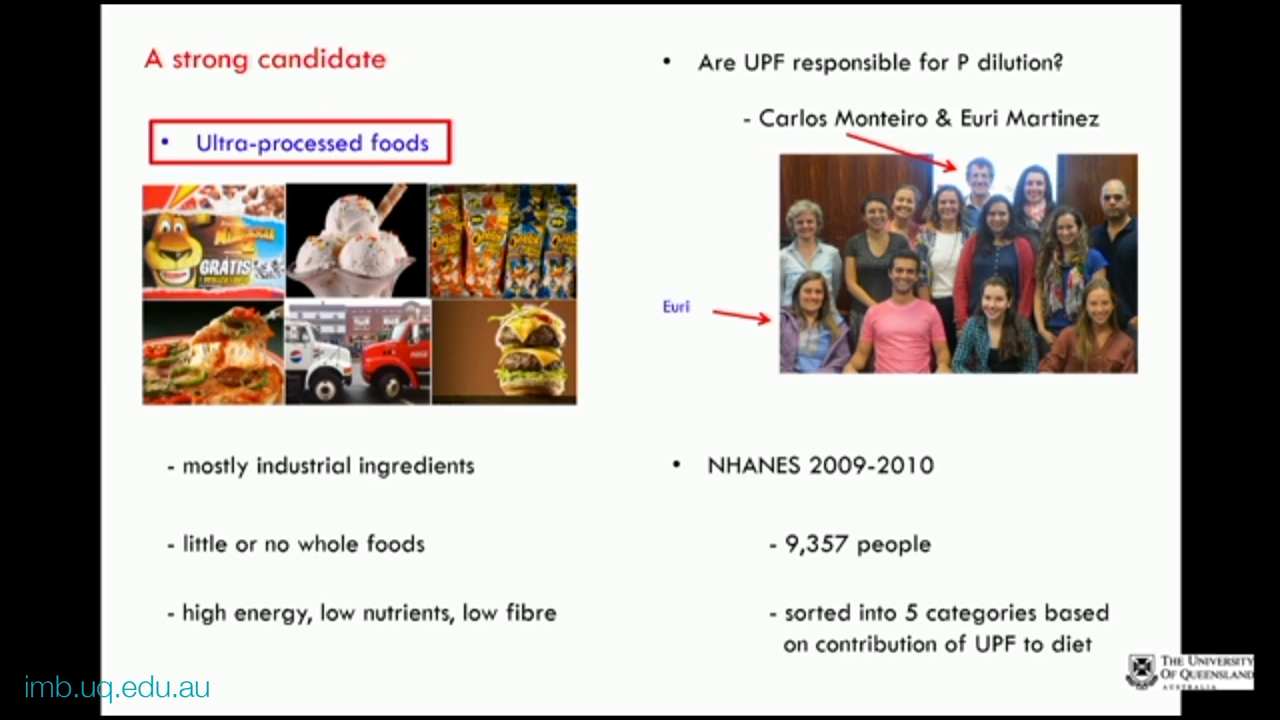 A strong candidate
• Ultra-processed foods
GRATIS
- mostly industrial ingredients
- little or no whole foods
- high energy, low nutrients, low fibre
• Are UPF responsible for P dilution?
- Carlos Monteiro & Euri Martinez
Euri
• NHANES 2009-2010
- 9,357 people
- sorted into 5 categories based
on contribution of UPF to diet
THE UNIVERSITY
OF QUEENSLAND
AUSTRALIA
imb.uq.edu.au